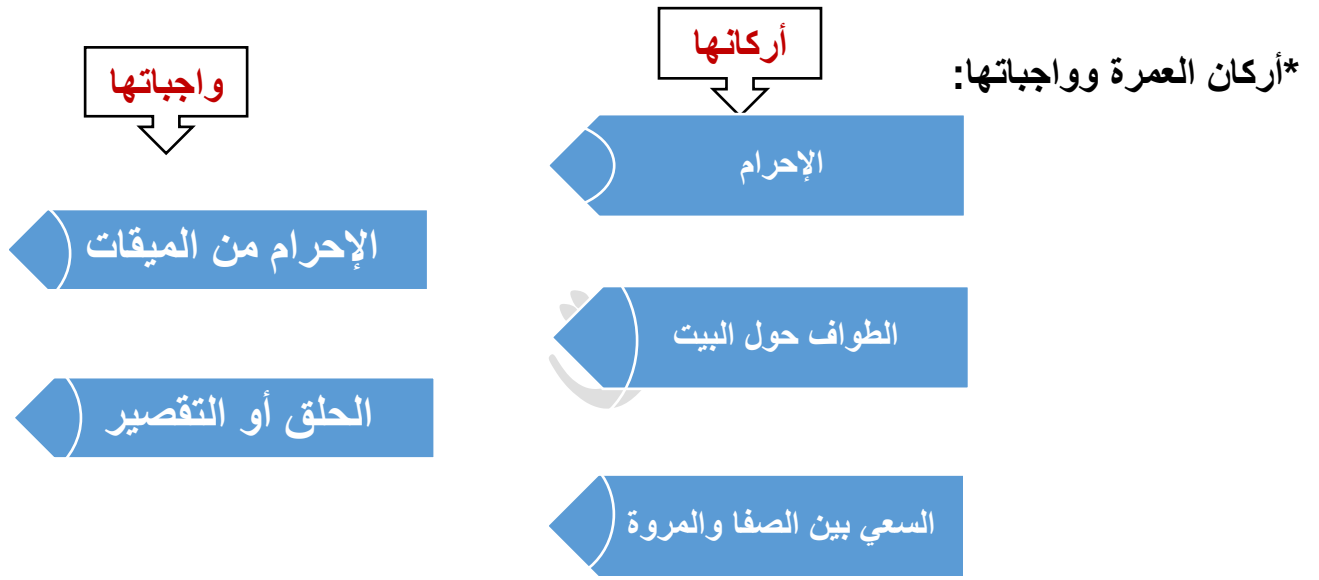 *أركان العمرة وواجباتها:
أركانها
الإحرام
الطواف حول البيت
السعي بين الصفا والمروة
واجباتها
الإحرام من الميقات
الحلق أو التقصير